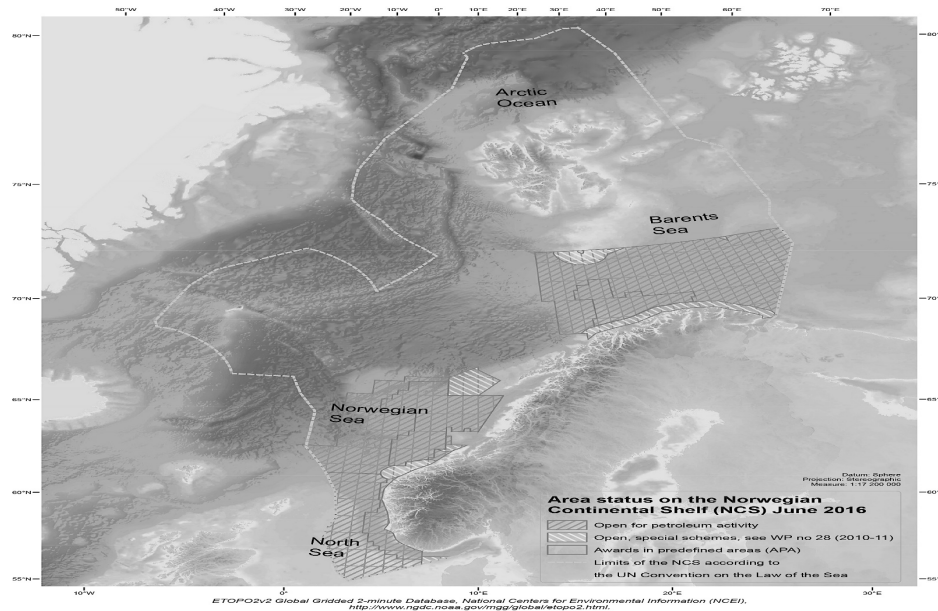 50°W 40°W 30°W 20°W 10°W 0° 10°E 20°E 30°E 40°E 50°E 60°E 70°E
80°N 80°
Arctic
Ocean
75°N 75°
Barents
Sea
70°N 70°
65°N 65°
Norwegian
Sea
Datum: Sphere
Projection: Stereographic
Measure: 1:17 200 000
60°N 60°
Area status on the Norwegian
Continental Shelf (NCS) June 2016
Open for petroleum activity
Open, special schemes, see WP no 28 (2010-11)
North
Sea
Awards in predefined areas (APA)
Limits of the NCS according to
the UN Convention on the Law of the Sea
55°N 55°
10°W 0° 10°E 20°E 30°E
ETOPO2v2 Global Gridded 2-minute Database, National Centers for Environmental Information (NCEI),
http://www.ngdc.noaa.gov/mgg/global/etopo2.html.